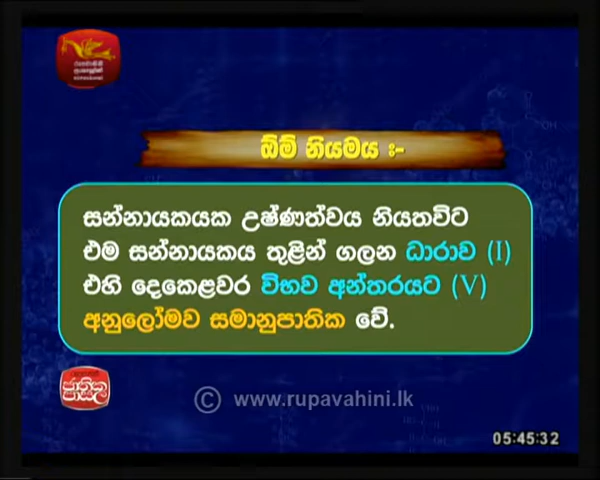 ඕම් නියමය :-
සන්නායකයක උෂ්ණත්වය නියතවිට
එම සන්නායකය තුළින් ගලන ධාරාව (I)
එහි දෙකෙළවර විභව අන්තරයට (V)
අනුලෝමව සමානුපාතික වේ.
ජාතික
පාසල
© www.rupavahini.lk
05:45:32